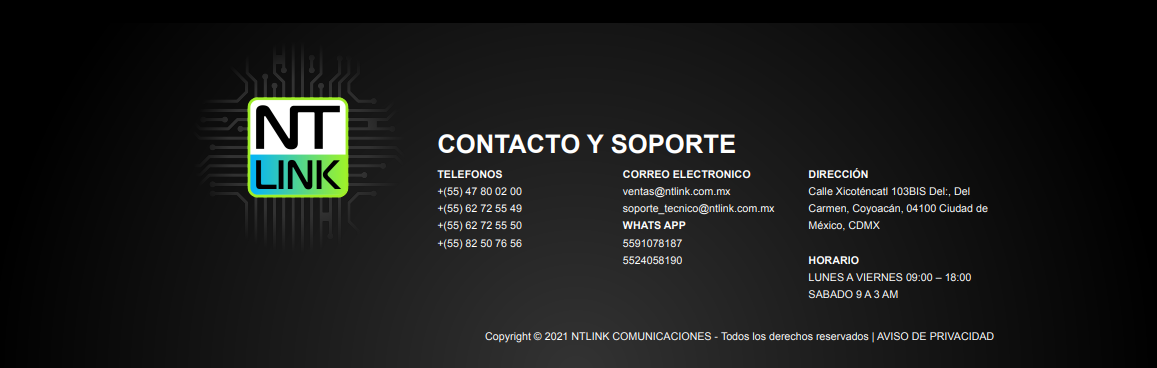 NT
LINK
CONTACTO Y SOPORTE
TELEFONOS
+(55) 47 80 02 00
+(55) 62 72 55 49
+(55) 62 72 55 50
+(55) 82 50 76 56
CORREO ELECTRONICO
ventas@ntlink.com.mx
soporte_tecnico@ntlink.com.mx
WHATS APP
5591078187
5524058190
DIRECCIÓN
Calle Xicoténcatl 103BIS Del:, Del
Carmen, Coyoacán, 04100 Ciudad de
México, CDMX
HORARIO
LUNES A VIERNES 09:00 – 18:00
SABADO 9 A 3 AM
Copyright © 2021 NTLINK COMUNICACIONES - Todos los derechos reservados | AVISO DE PRIVACIDAD